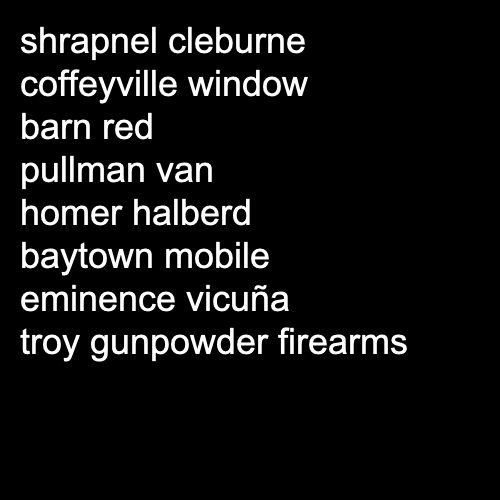 shrapnel cleburne
coffeyville window
barn red
pullman van
homer halberd
baytown mobile
eminence vicuña
troy gunpowder firearms